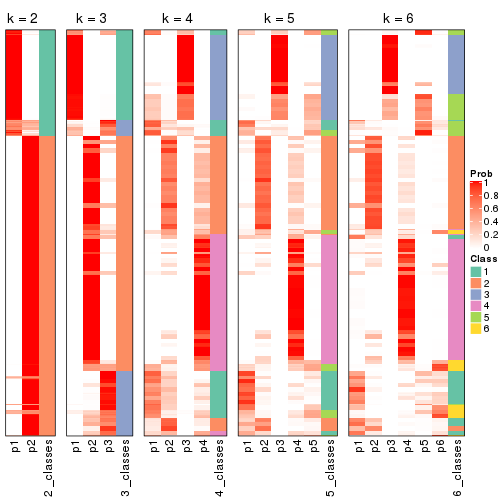 k = 2
k = 3
k = 4
k = 5
k = 6
p1
p2
2_classes
p1
p2
p3
3_classes
p1
p2
p3
p4
4_classes
p1
p2
p3
p4
p5
5_classes
p1
p2
p3
p4
p5
p6
6_classes
Prob
1
0.8
0.6
0.4
0.2
0
Class
1
2
3
4
5
6